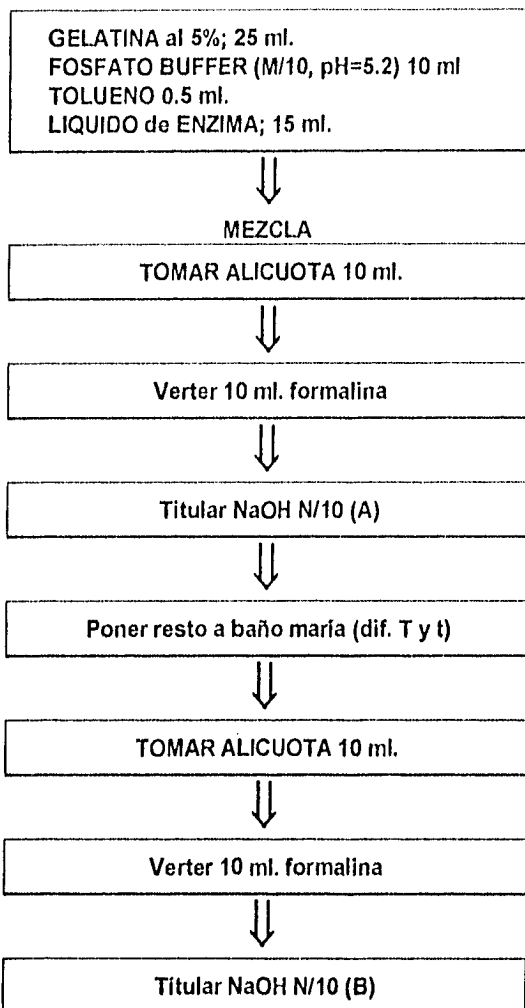 GELATINA al 5%; 25 ml.
FOSFATO BUFFER (M/10, pH=5.2) 10 ml
TOLUENO 0.5 ml.
LIQUIDO de ENZIMA; 15 ml.
MEZCLA
TOMAR ALICUOTA 10 ml.
Verter 10 ml. formalina
Titular NaOH N/10 (A)
Poner resto a baño maría (dif. T y t)
TOMAR ALICUOTA 10 ml.
Verter 10 ml. formalina
Titular NaOH N/10 (B)